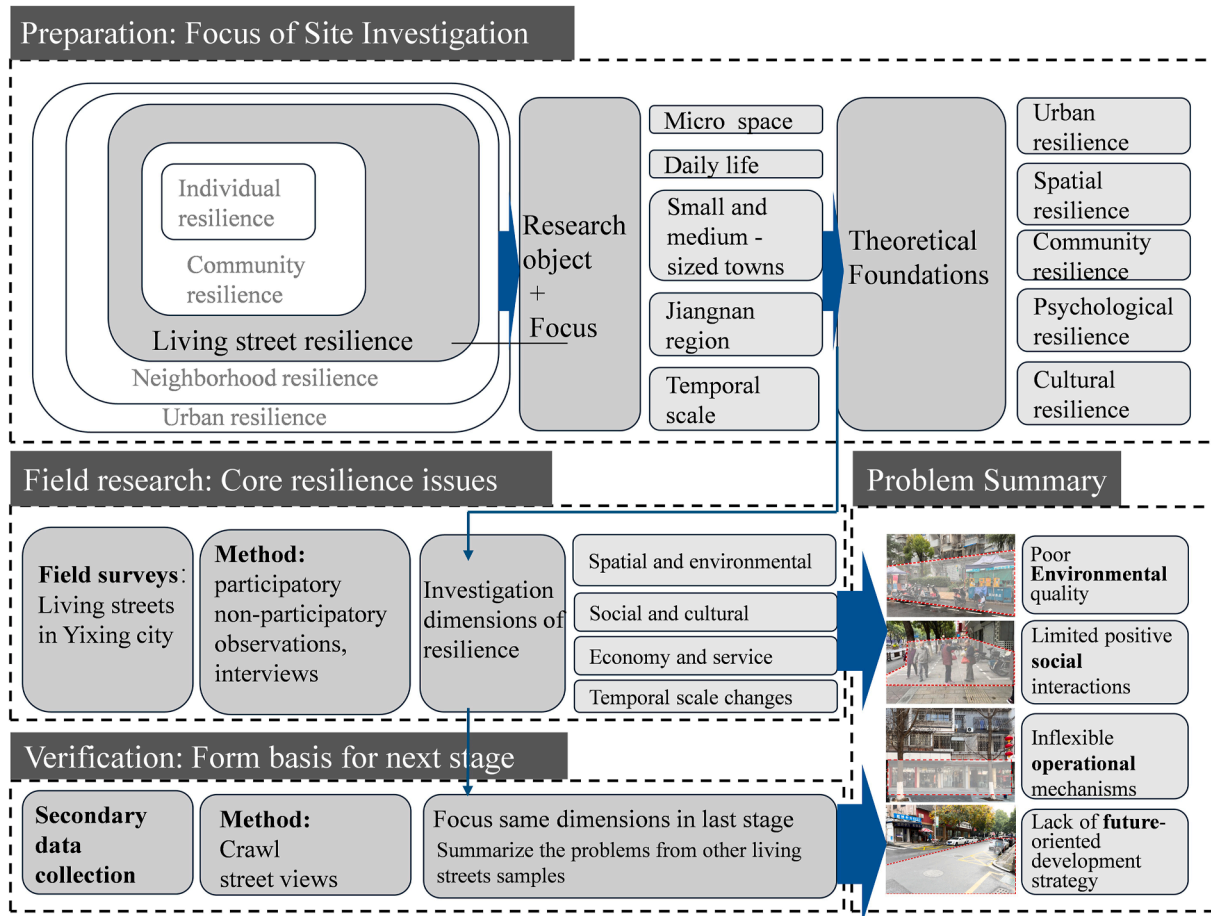 Preparation: Focus of Site Investigation
Individual
resilience
Community
resilience
Living street resilience
Neighborhood resilience
Urban resilience
Research
object
+
Focus
Micro space
Daily life
Small and
medium -
sized towns
Jiangnan
region
Temporal
scale
Theoretical
Foundations
Urban
resilience
Spatial
resilience
Community
resilience
Psychological
resilience
Cultural
resilience
Field research: Core resilience issues
Field surveys:
Living streets
in Yixing city
Method:
participatory
non-participatory
observations,
interviews
Investigation
dimensions of
resilience
Spatial and environmental
Social and cultural
Economy and service
Temporal scale changes
Problem Summary
Poor
Environmental
quality
Limited positive
social
interactions
Inflexible
operational
mechanisms
Lack of future-
oriented
development
strategy
Verification: Form basis for next stage
Secondary
data
collection
Method:
Crawl
street views
Focus same dimensions in last stage
Summarize the problems from other living
streets samples